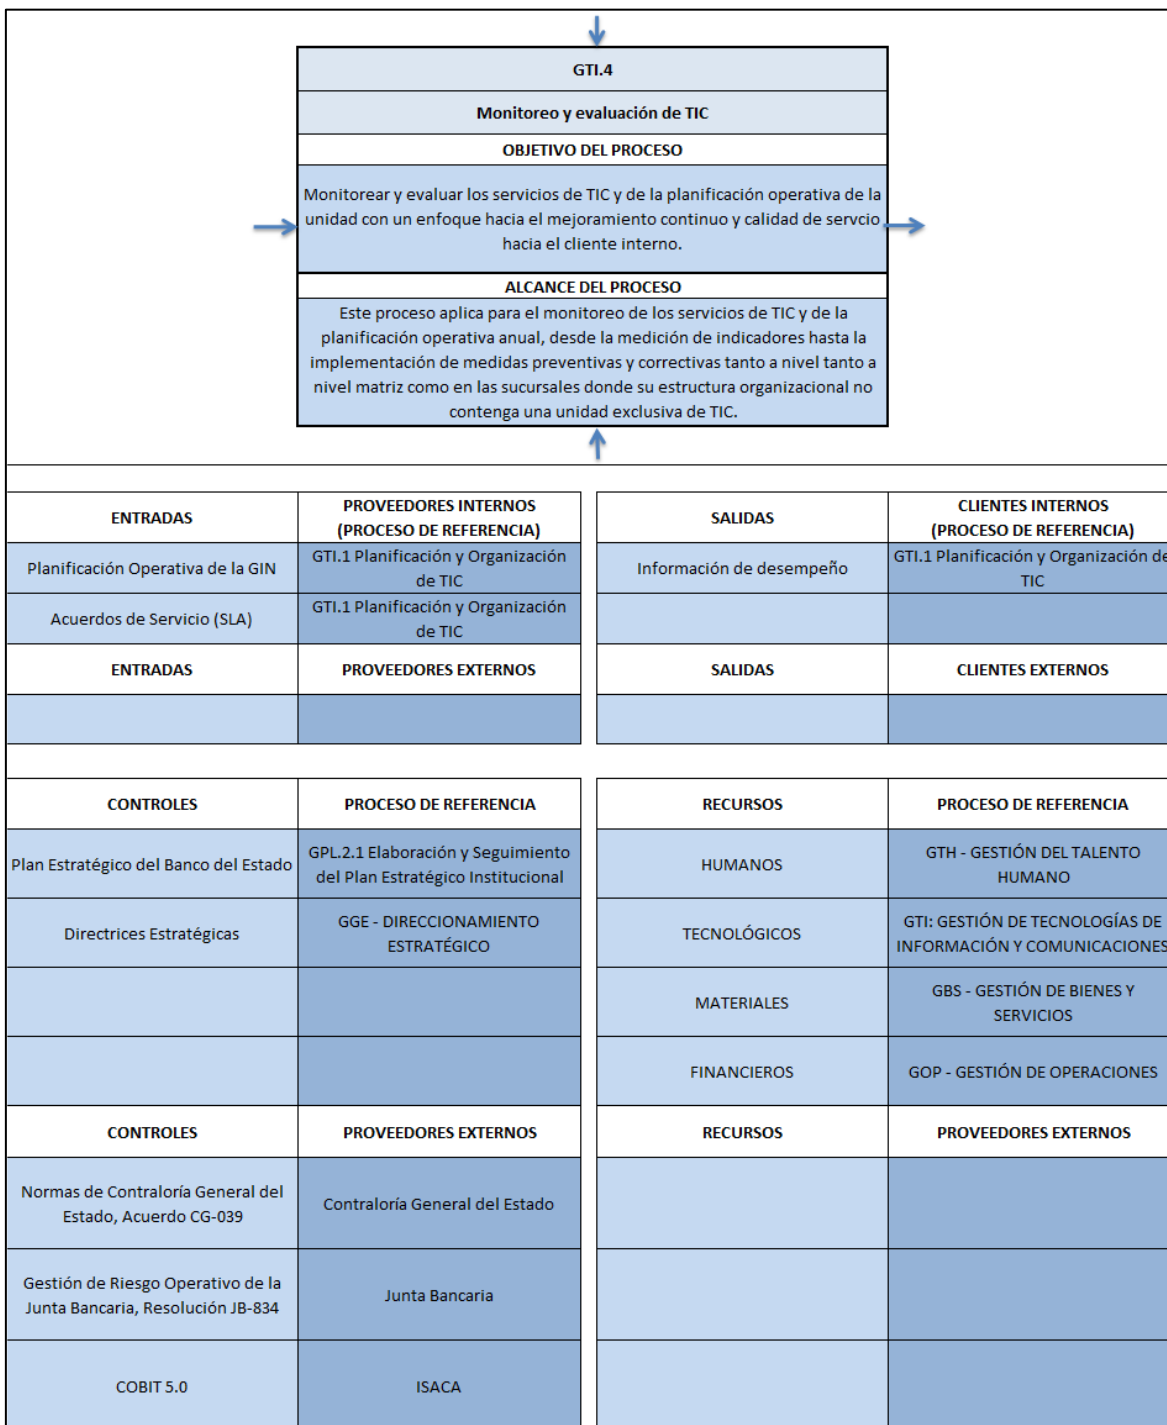 GTI.4
Monitoreo y evaluación de TIC
OBJETIVO DEL PROCESO
Monitorear y evaluar los servicios de TIC y de la planificación operativa de la
unidad con un enfoque hacia el mejoramiento continuo y calidad de servcio
hacia el cliente interno.
ALCANCE DEL PROCESO
Este proceso aplica para el monitoreo de los servicios de TIC y de la
planificación operativa anual, desde la medición de indicadores hasta la
implementación de medidas preventivas y correctivas tanto a nivel tanto a
nivel matriz como en las sucursales donde su estructura organizacional no
contenga una unidad exclusiva de TIC.
ENTRADAS
PROVEEDORES INTERNOS
(PROCESO DE REFERENCIA)
SALIDAS
CLIENTES INTERNOS
(PROCESO DE REFERENCIA)
Planificación Operativa de la GIN
GTI.1 Planificación y Organización
de TIC
Información de desempeño
GTI.1 Planificación y Organización de
TIC
Acuerdos de Servicio (SLA)
GTI.1 Planificación y Organización
de TIC
ENTRADAS
PROVEEDORES EXTERNOS
SALIDAS
CLIENTES EXTERNOS
CONTROLES
PROCESO DE REFERENCIA
RECURSOS
PROCESO DE REFERENCIA
Plan Estratégico del Banco del Estado
GPL.2.1 Elaboración y Seguimiento
del Plan Estratégico Institucional
HUMANOS
GTH - GESTIÓN DEL TALENTO
HUMANO
Directrices Estratégicas
GGE - DIRECCIONAMIENTO
ESTRATÉGICO
TECNOLÓGICOS
GTI: GESTIÓN DE TECNOLOGÍAS DE
INFORMACIÓN Y COMUNICACIONES
MATERIALES
GBS - GESTIÓN DE BIENES Y
SERVICIOS
FINANCIEROS
GOP - GESTIÓN DE OPERACIONES
CONTROLES
PROVEEDORES EXTERNOS
RECURSOS
PROVEEDORES EXTERNOS
Normas de Contraloría General del
Estado, Acuerdo CG-039
Contraloría General del Estado
Gestión de Riesgo Operativo de la
Junta Bancaria, Resolución JB-834
Junta Bancaria
COBIT 5.0
ISACA